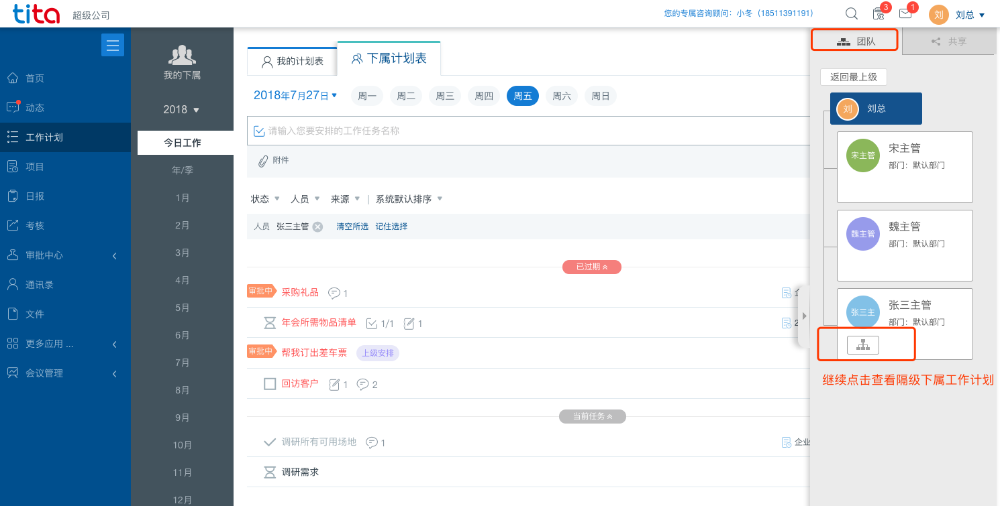 tita 超级公司
您的专属咨询顾问：小冬（18511391191）
3
1
刘 刘总
首页
动态
工作计划
项目
日报
考核
审批中心
通讯录
文件
更多应用 ...
会议管理
我的下属
2018
今日工作
年/季
1月
2月
3月
4月
5月
6月
7月
8月
9月
10月
11月
12月
我的计划表 下属计划表
2018年7月27日 周一 周二 周三 周四 周五 周六 周日
请输入您要安排的工作任务名称
附件
状态 人员 来源 | 系统默认排序
人员 张三主管 清空所选 记住选择
已过期
审批中 采购礼品 1
年会所需物品清单 1/1 1 2
审批中 帮我订出差车票 上级安排
回访客户 1 2
当前任务
调研所有可用场地 1 企业
调研需求
团队 共享
返回最上级
刘 刘总
宋主管 宋主管
部门：默认部门
魏主管 魏主管
部门：默认部门
张三主 张三主管
部门：默认部门
继续点击查看隔级下属工作计划